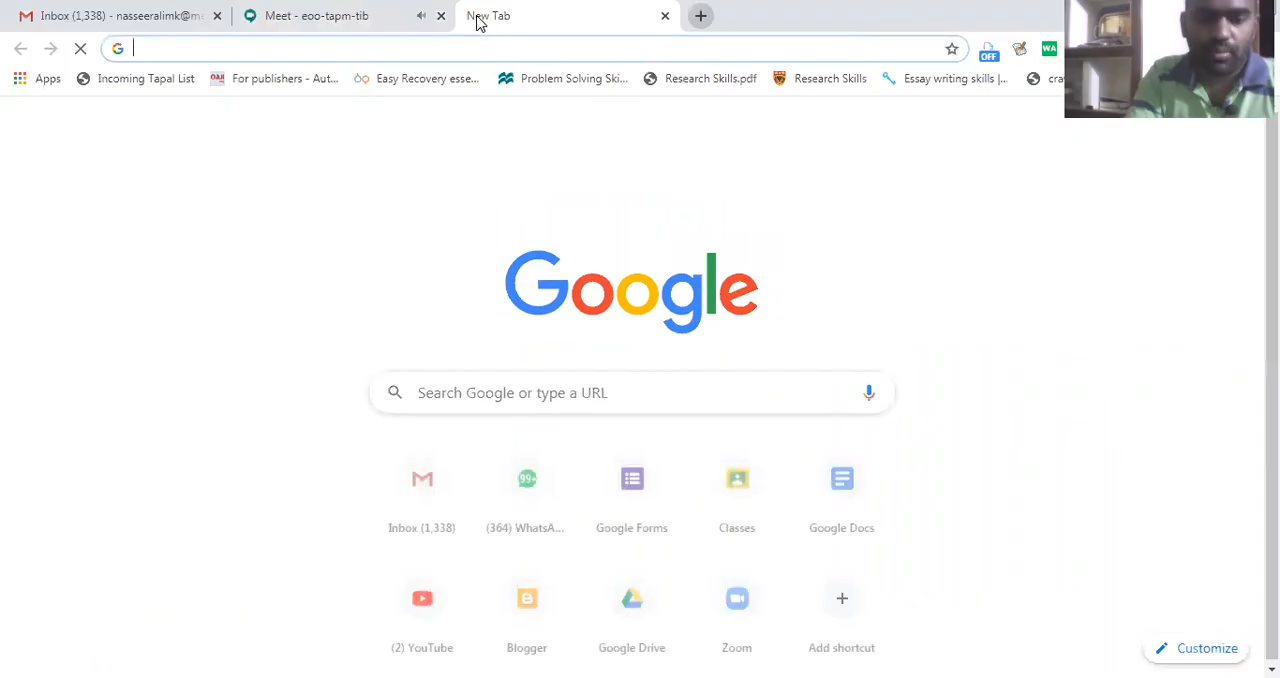 Inbox (1,338) - nasseeralimk@me
Meet - eoo-tapm-tib
New Tab
OFF
WA
Apps
Incoming Tapal List
For publishers - Aut...
Easy Recovery esse...
Problem Solving Ski...
Research Skills.pdf
Research Skills
Essay writing skills |...
cra
Google
Search Google or type a URL
99+
Inbox (1,338)
(364) WhatsA...
Google Forms
Classes
Google Docs
(2) YouTube
Blogger
Google Drive
Zoom
Add shortcut
Customize